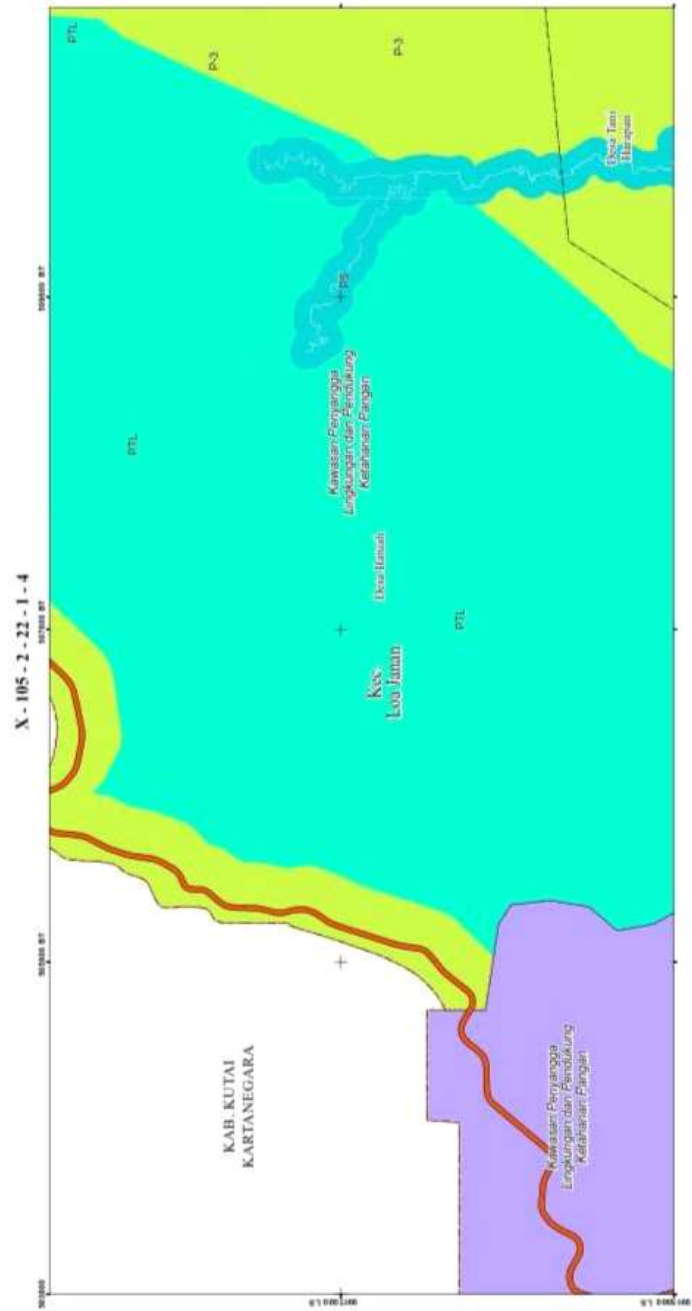 X - 105 - 2 - 22 - 1 - 4
PTL
P-3
P-3
Desa Tani
Harapan
PS
PTL
Kawasan Penyangga
Lingkungan dan Pendukung
Ketahanan Pangan
Desa Batuah
PTL
Kec.
Loa Janan
KAB. KUTAI
KARTANEGARA
Kawasan Penyangga
Lingkungan dan Pendukung
Ketahanan Pangan